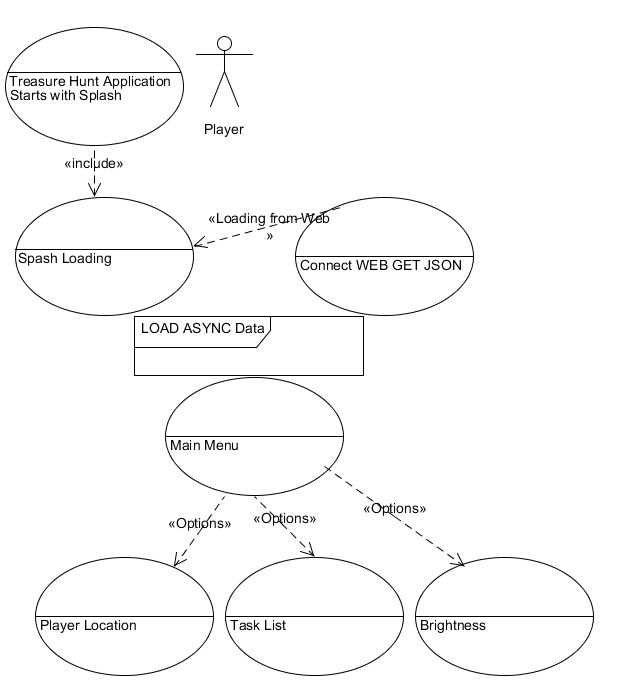 Treasure Hunt Application
Starts with Splash
Player
«include»
«Loading from Web
»
Spash Loading
Connect WEB GET JSON
LOAD ASYNC Data
Main Menu
«Options»
«Options»
«Options»
Player Location
Task List
Brightness